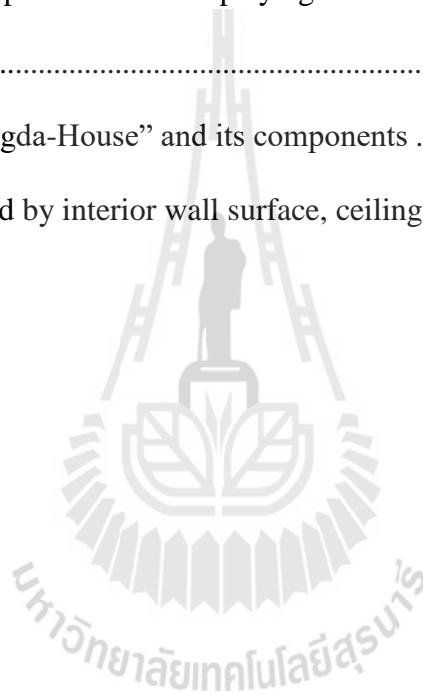 ................................................................
gda-House” and its components .
d by interior wall surface, ceiling
มหาวิทยาลัยเทคโนโลยีสุรนารี